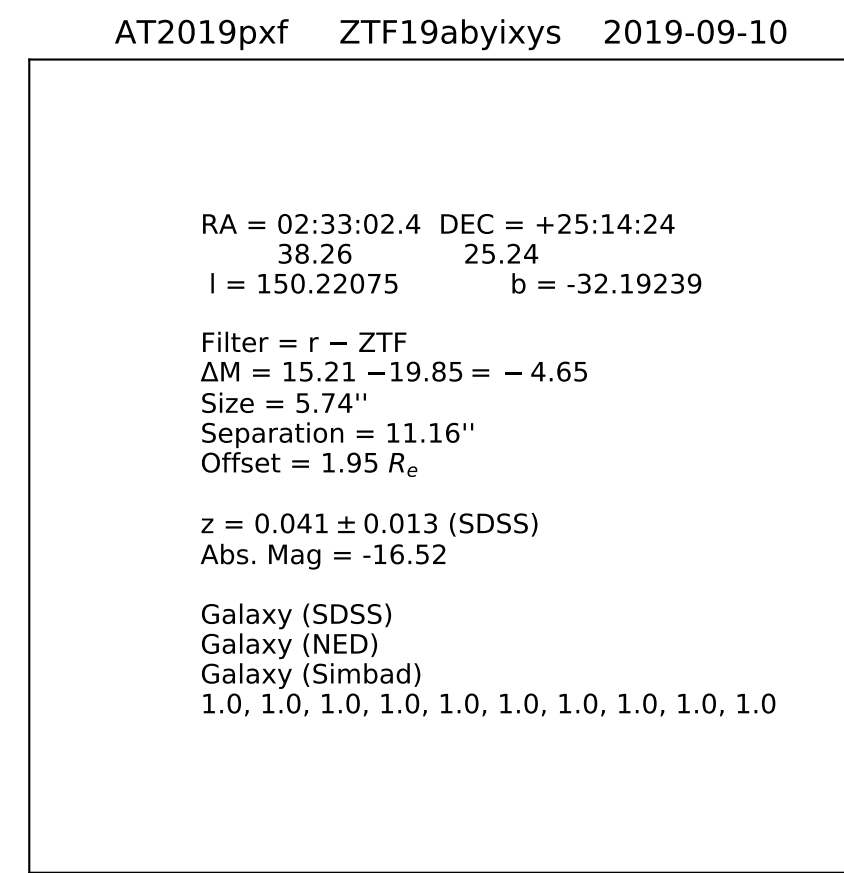 AT2019pxf ZTF19abyixys 2019-09-10
RA = 02:33:02.4 DEC = +25:14:24
38.26 25.24
l = 150.22075 b = -32.19239
Filter = r − ZTF
ΔM = 15.21 −19.85 = − 4.65
Size = 5.74''
Separation = 11.16''
Offset = 1.95 Rₑ
z = 0.041 ± 0.013 (SDSS)
Abs. Mag = -16.52
Galaxy (SDSS)
Galaxy (NED)
Galaxy (Simbad)
1.0, 1.0, 1.0, 1.0, 1.0, 1.0, 1.0, 1.0, 1.0, 1.0